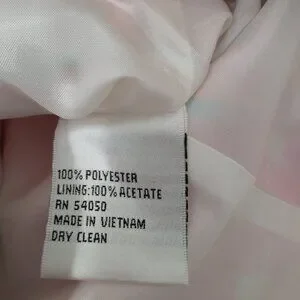 100% POLYESTER
LINING:100% ACETATE
RN 54050
MADE IN VIETNAM
DRY CLEAN